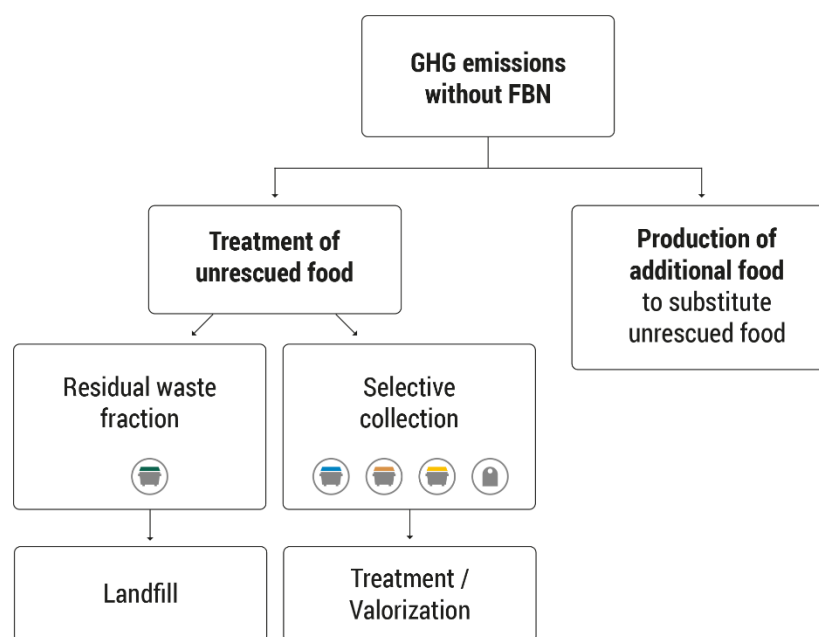 GHG emissions
without FBN
Treatment of
unrescued food
Production of
additional food
to substitute
unrescued food
Residual waste
fraction
Selective
collection
Landfill
Treatment /
Valorization